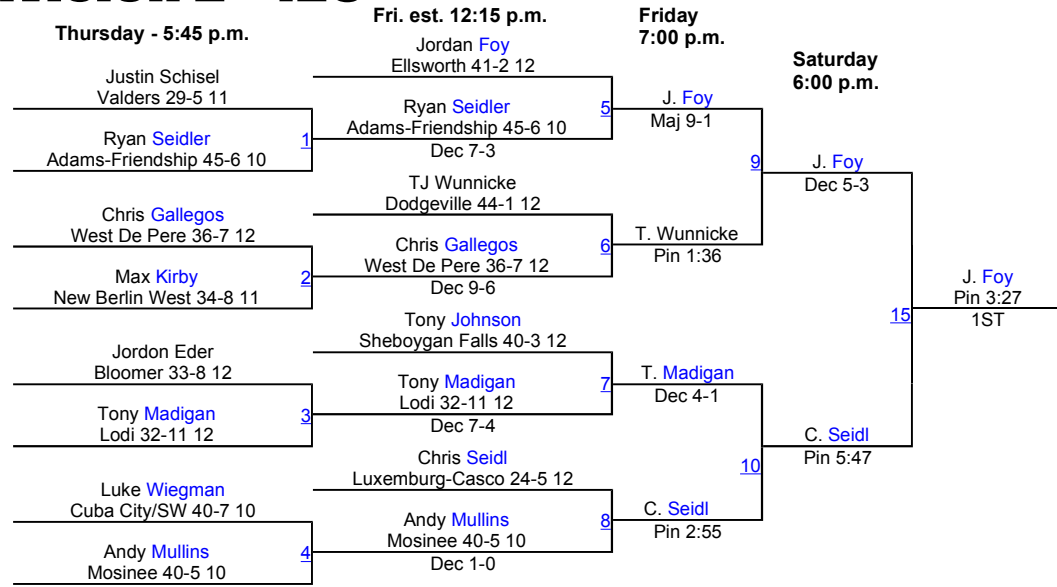 Thursday - 5:45 p.m.
Justin Schisel
Valders 29-5 11
Ryan Seidler
Adams-Friendship 45-6 10
1
Chris Gallegos
West De Pere 36-7 12
Max Kirby
New Berlin West 34-8 11
2
Jordon Eder
Bloomer 33-8 12
Tony Madigan
Lodi 32-11 12
3
Luke Wiegman
Cuba City/SW 40-7 10
Andy Mullins
Mosinee 40-5 10
4
Fri. est. 12:15 p.m.
Jordan Foy
Ellsworth 41-2 12
Ryan Seidler
Adams-Friendship 45-6 10
Dec 7-3
5
TJ Wunnicke
Dodgeville 44-1 12
Chris Gallegos
West De Pere 36-7 12
Dec 9-6
6
Tony Johnson
Sheboygan Falls 40-3 12
Tony Madigan
Lodi 32-11 12
Dec 7-4
7
Chris Seidl
Luxemburg-Casco 24-5 12
Andy Mullins
Mosinee 40-5 10
Dec 1-0
8
Friday
7:00 p.m.
J. Foy
Maj 9-1
9
T. Wunnicke
Pin 1:36
T. Madigan
Dec 4-1
10
C. Seidl
Pin 2:55
Saturday
6:00 p.m.
J. Foy
Dec 5-3
15
C. Seidl
Pin 5:47
J. Foy
Pin 3:27
1ST